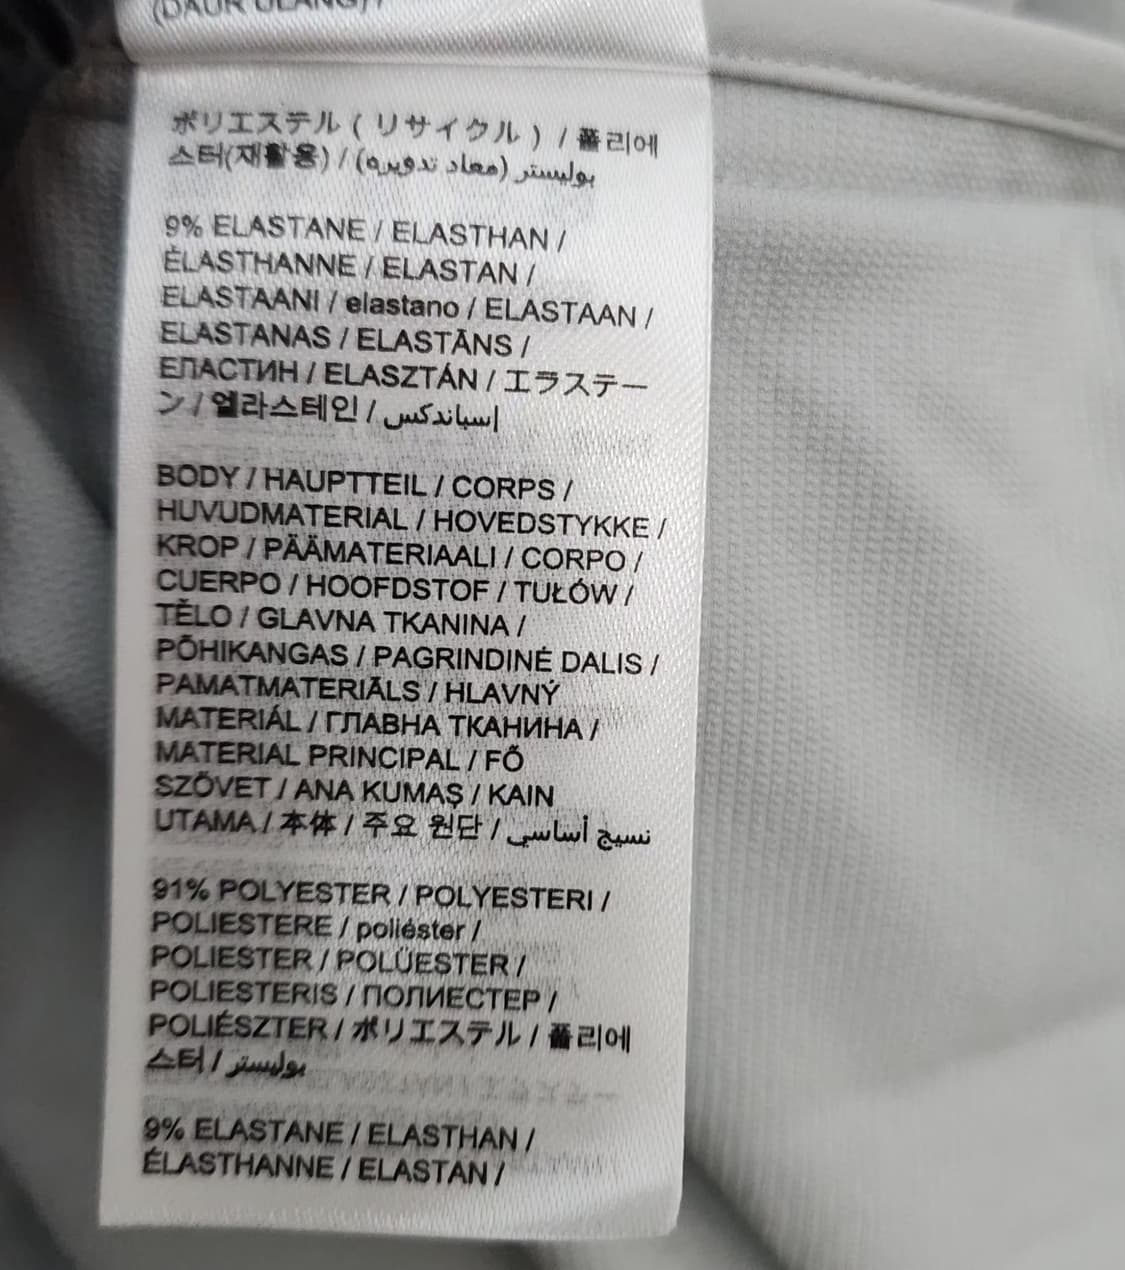 (DAUR ULANG) /
ポリエステル ( リサイクル ) / 폴리에
스터(재활용) / (بوليستر (معاد تدويره
9% ELASTANE / ELASTHAN /
ÉLASTHANNE / ELASTAN /
ELASTAANI / elastano / ELASTAAN /
ELASTANAS / ELASTĀNS /
ЕЛАСТИН / ELASZTÁN / エラステー
ン / 엘라스테인 / إسباندكس
BODY / HAUPTTEIL / CORPS /
HUVUDMATERIAL / HOVEDSTYKKE /
KROP / PÄÄMATERIAALI / CORPO /
CUERPO / HOOFDSTOF / TUŁÓW /
TĚLO / GLAVNA TKANINA /
PÕHIKANGAS / PAGRINDINĖ DALIS /
PAMATMATERIĀLS / HLAVNÝ
MATERIÁL / ГЛАВНА ТКАНИНА /
MATERIAL PRINCIPAL / FŐ
SZÖVET / ANA KUMAŞ / KAIN
UTAMA / 本体 / 주요 원단 / نسيج أساسي
91% POLYESTER / POLYESTERI /
POLIESTERE / poliéster /
POLIESTER / POLÜESTER /
POLIESTERIS / ПОЛИЕСТЕР /
POLIÉSZTER / ポリエステル / 폴리에
스터 / بوليستر
9% ELASTANE / ELASTHAN /
ÉLASTHANNE / ELASTAN /